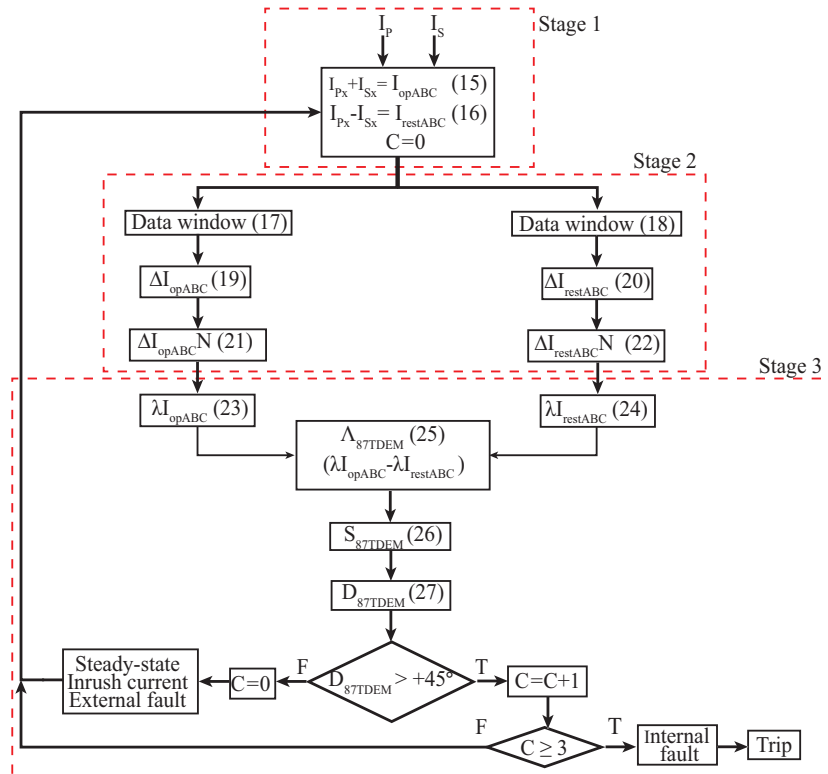 Stage 1
I_P I_S
I_Px+I_Sx= I_opABC (15)
I_Px-I_Sx= I_restABC (16)
C=0
Stage 2
Data window (17)
Data window (18)
ΔI_opABC (19)
ΔI_restABC (20)
ΔI_opABC N (21)
ΔI_restABC N (22)
Stage 3
λI_opABC (23)
λI_restABC (24)
Λ_87TDEM (25)
(λI_opABC-λI_restABC)
S_87TDEM (26)
D_87TDEM (27)
D_87TDEM > +45°
F
T
C=0
Steady-state
Inrush current
External fault
C=C+1
C ≥ 3
F
T
Internal
fault
Trip